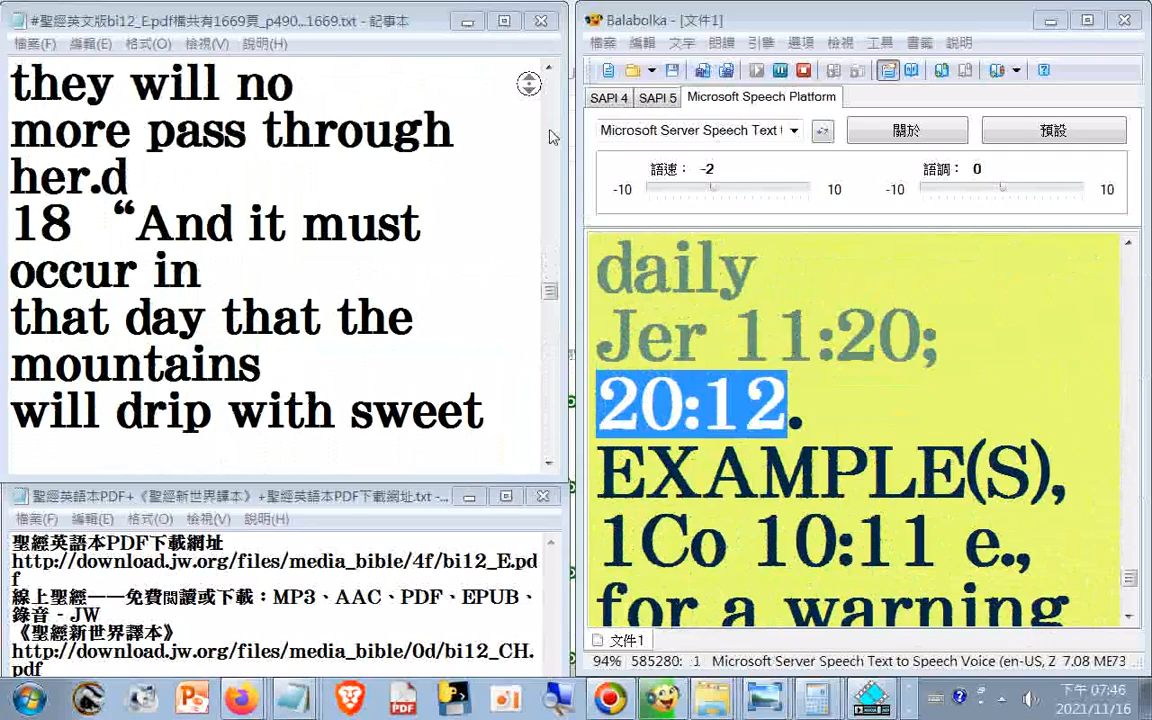 #聖經英文版bi12_E.pdf檔共有1669頁_p490...1669.txt - 記事本
檔案(F) 編輯(E) 格式(O) 檢視(V) 說明(H)
they will no
more pass through
her.d
18 “And it must
occur in
that day that the
mountains
will drip with sweet
聖經英語本PDF+《聖經新世界譯本》+聖經英語本PDF下載網址.txt - ...
檔案(F) 編輯(E) 格式(O) 檢視(V) 說明(H)
聖經英語本PDF下載網址
http://download.jw.org/files/media_bible/4f/bi12_E.pd
f
線上聖經——免費閱讀或下載：MP3、AAC、PDF、EPUB、
錄音 - JW
《聖經新世界譯本》
http://download.jw.org/files/media_bible/0d/bi12_CH.
pdf
Balabolka - [文件1]
檔案 編輯 文字 朗讀 引擎 選項 檢視 工具 書籤 說明
SAPI 4 SAPI 5 Microsoft Speech Platform
Microsoft Server Speech Text 關於 預設
語速： -2 語調： 0
-10 10 -10 10
daily
Jer 11:20;
20:12.
EXAMPLE(S),
1Co 10:11 e.,
for a warning
文件1
94% 585280: 1 Microsoft Server Speech Text to Speech Voice (en-US, Z 7.08 ME73...
下午 07:46
2021/11/16